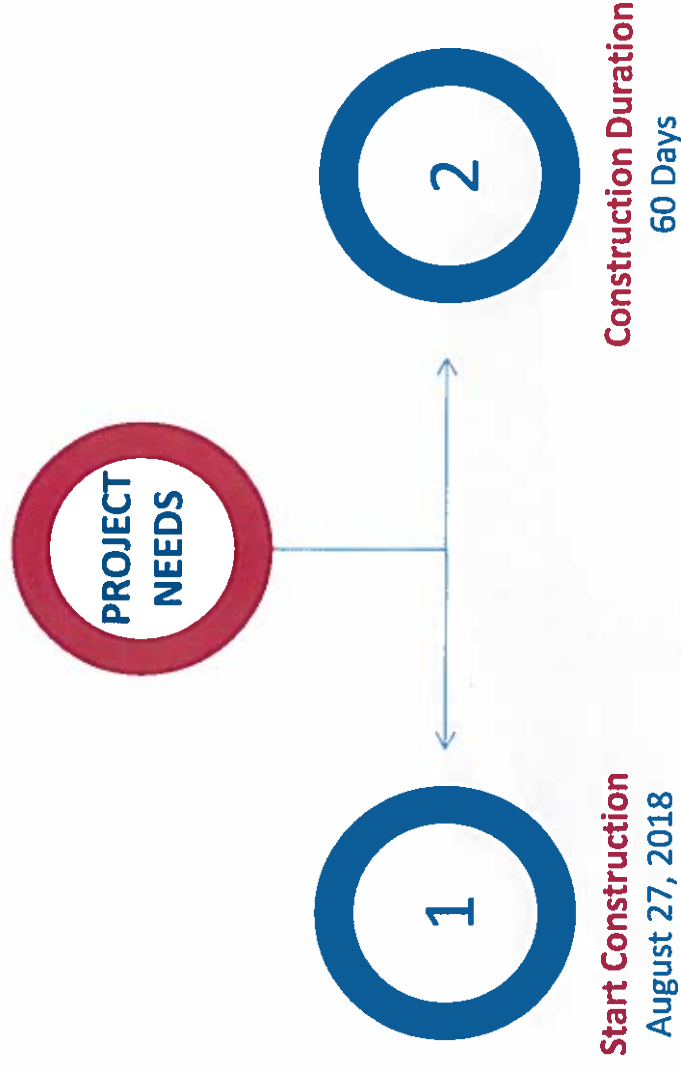 PROJECT
NEEDS
1
Start Construction
August 27, 2018
2
Construction Duration
60 Days